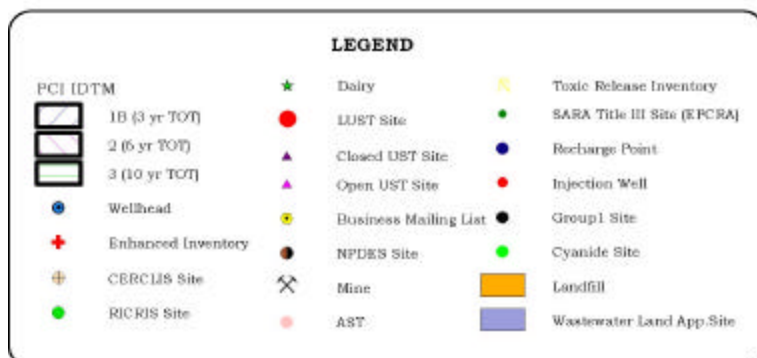 LEGEND
PCI IDTM
1B (3 yr TOT)
2 (6 yr TOT)
3 (10 yr TOT)
Wellhead
Enhanced Inventory
CERCLIS Site
RICRIS Site
Dairy
LUST Site
Closed UST Site
Open UST Site
Business Mailing List
NPDES Site
Mine
AST
Toxic Release Inventory
SARA Title III Site (EPCRA)
Recharge Point
Injection Well
Group1 Site
Cyanide Site
Landfill
Wastewater Land App.Site